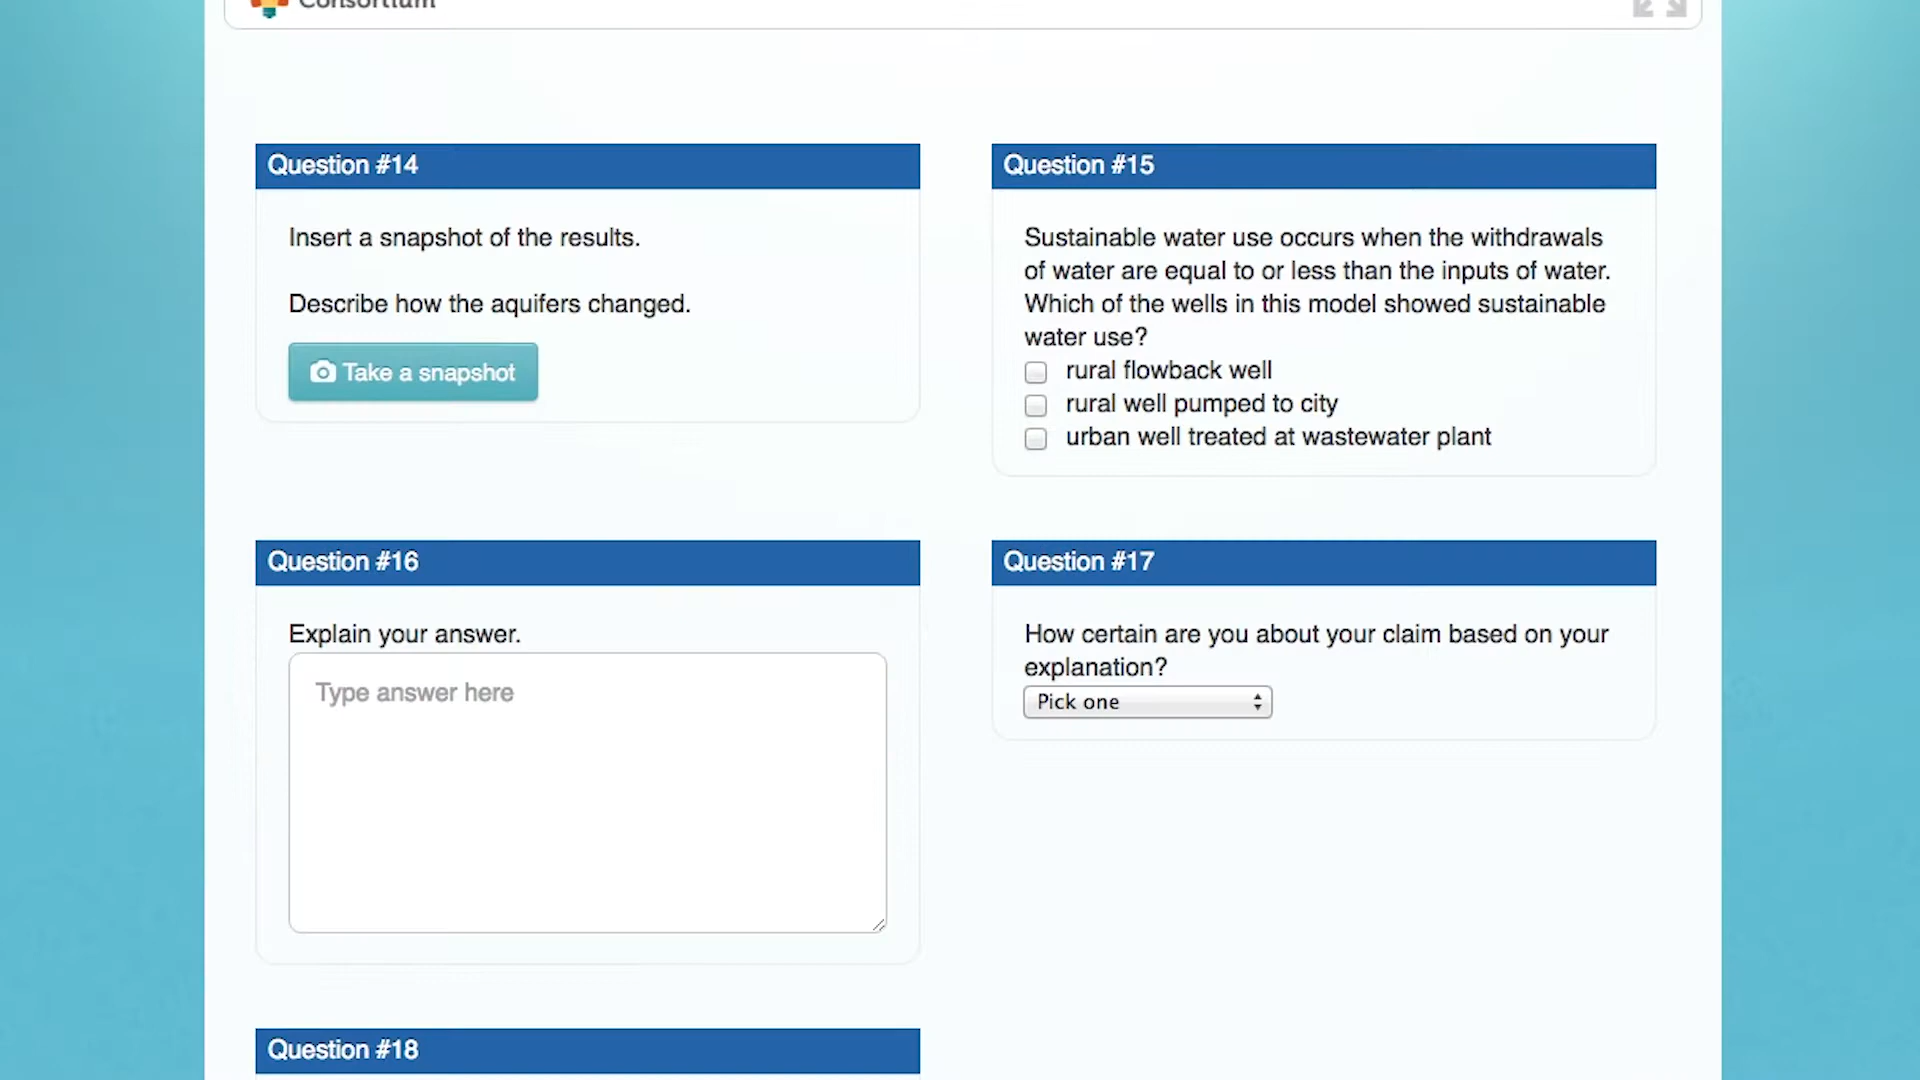 Consortium
Question #14
Insert a snapshot of the results.
Describe how the aquifers changed.
Take a snapshot
Question #15
Sustainable water use occurs when the withdrawals
of water are equal to or less than the inputs of water.
Which of the wells in this model showed sustainable
water use?
rural flowback well
rural well pumped to city
urban well treated at wastewater plant
Question #16
Explain your answer.
Type answer here
Question #17
How certain are you about your claim based on your
explanation?
Pick one
Question #18